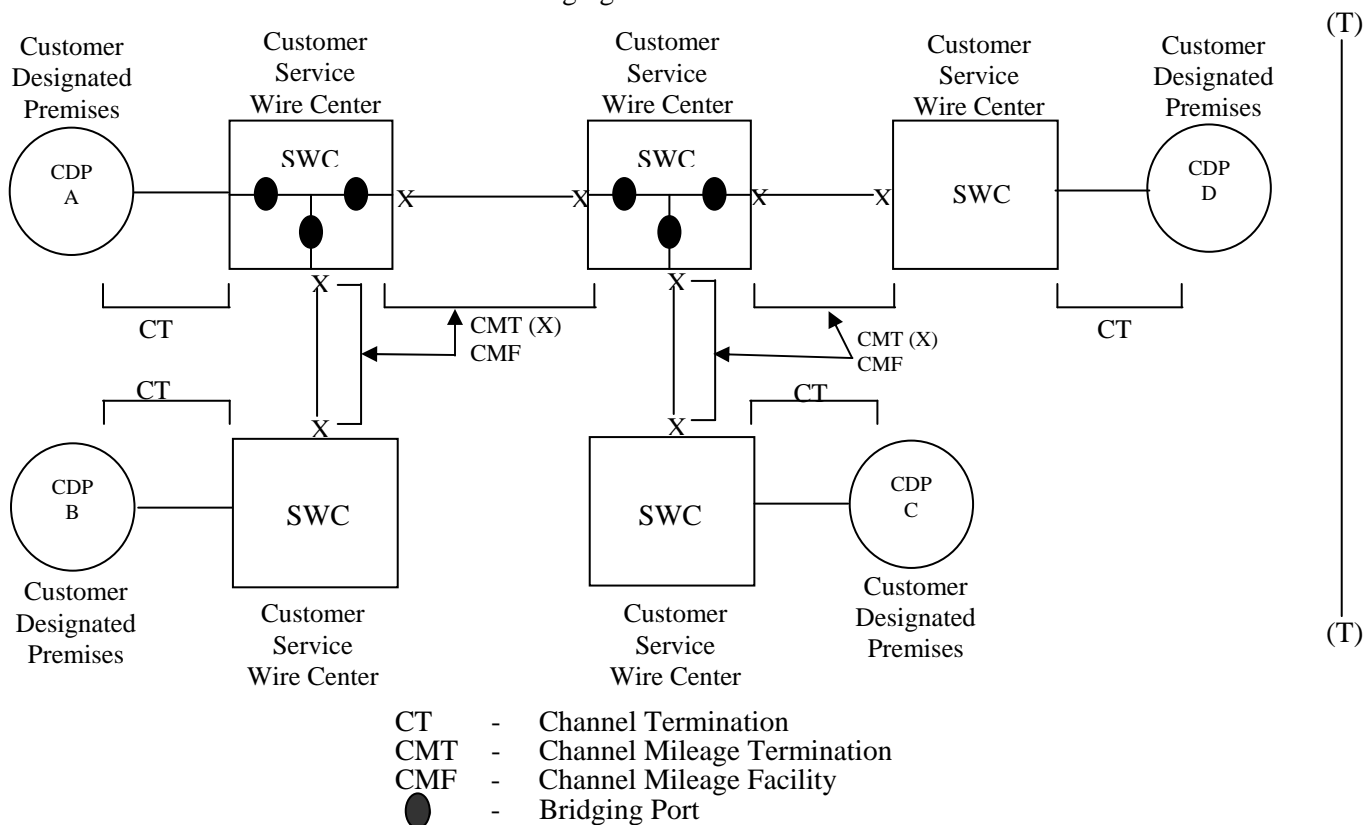 (T)
Customer
Designated
Premises
Customer
Service
Wire Center
Customer
Service
Wire Center
Customer
Service
Wire Center
Customer
Designated
Premises
CDP
A
SWC
X
X
SWC
X
X
SWC
CDP
D
X
X
CT
CMT (X)
CMF
CMT (X)
CMF
CT
CT
CT
X
X
CDP
B
SWC
SWC
CDP
C
Customer
Designated
Premises
Customer
Service
Wire Center
Customer
Service
Wire Center
Customer
Designated
Premises
(T)
CT - Channel Termination
CMT - Channel Mileage Termination
CMF - Channel Mileage Facility
- Bridging Port